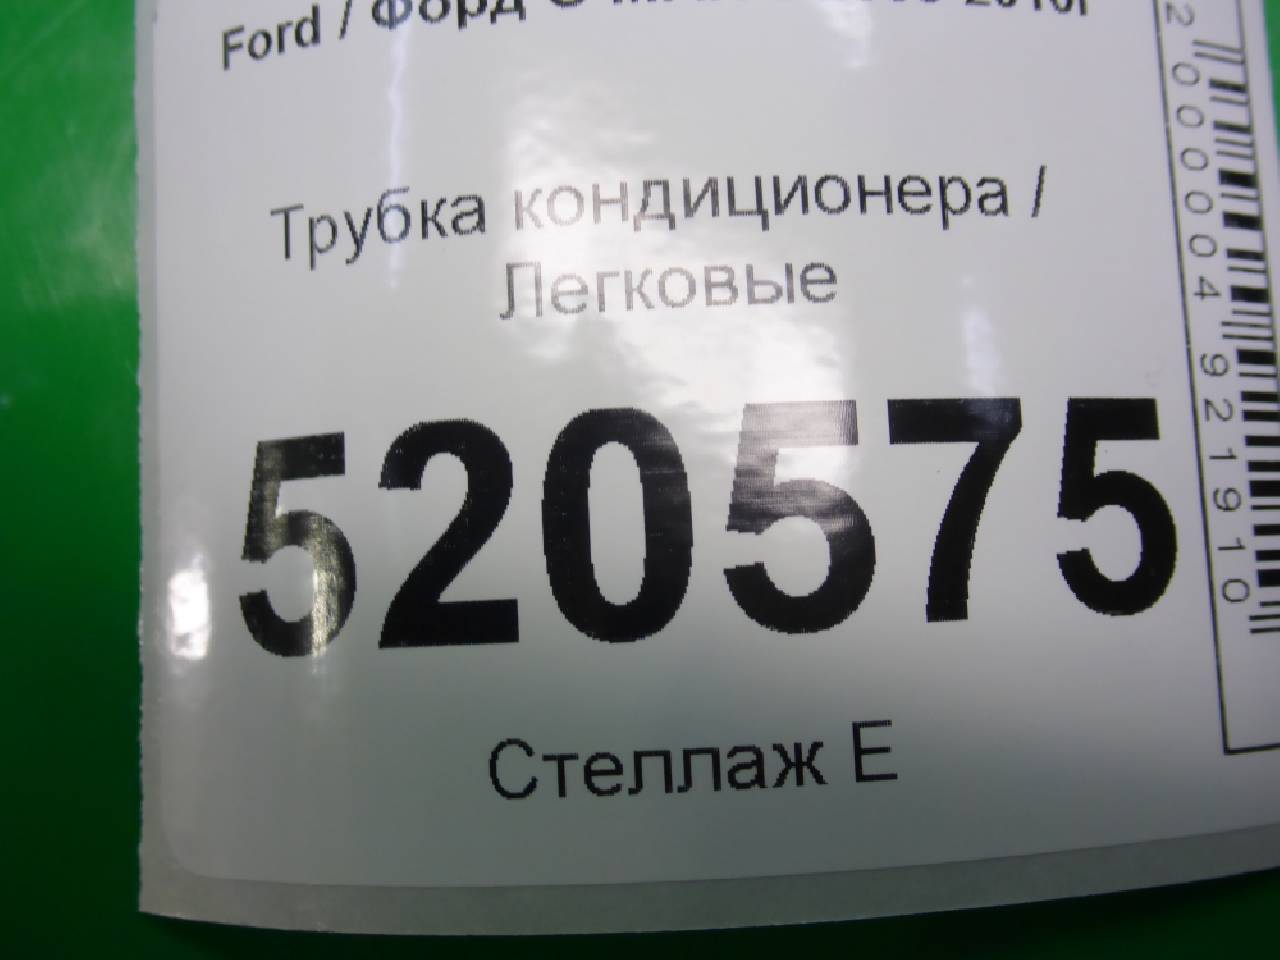 Ford / Форд
Трубка кондиционера /
Легковые
520575
Стеллаж Е
2000004921910